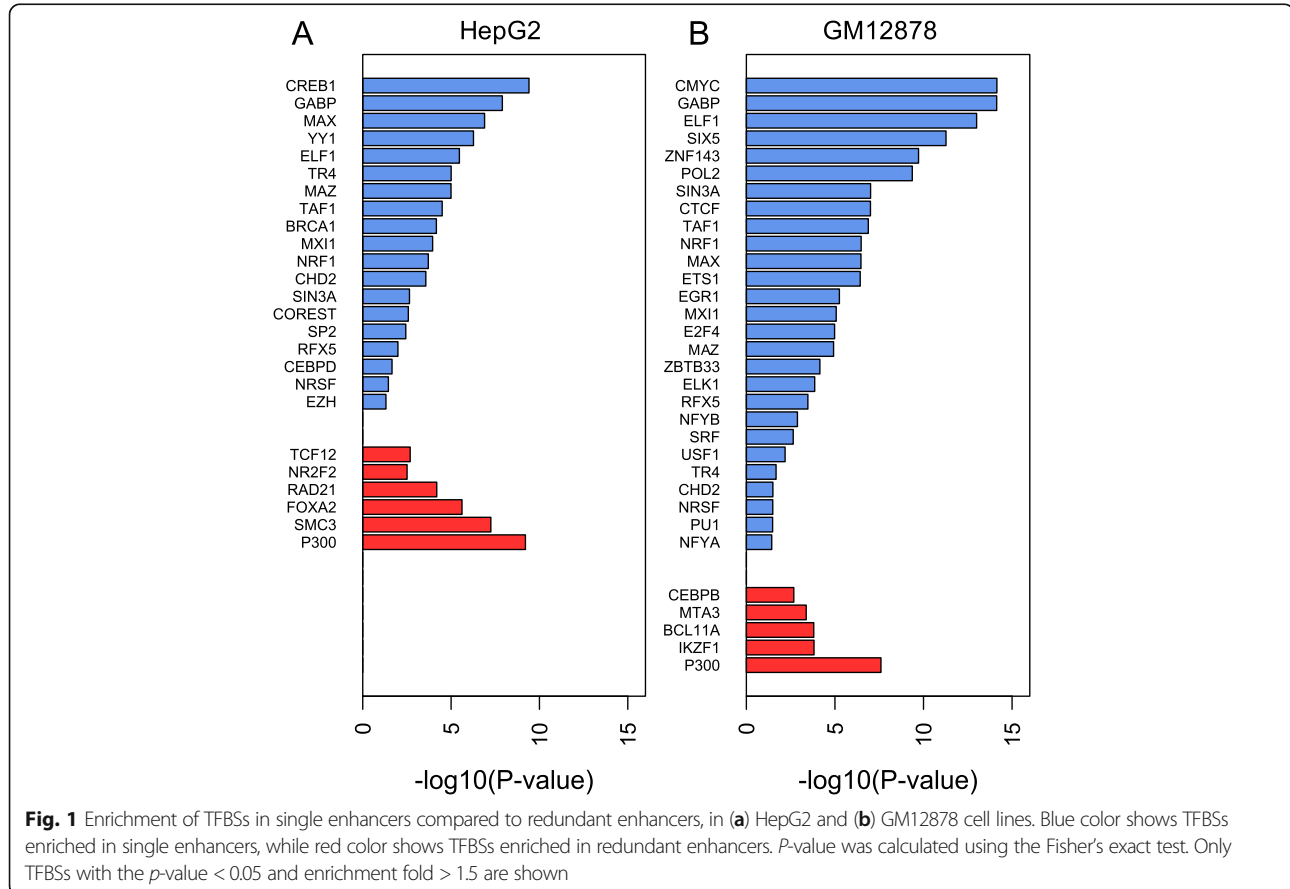 A
HepG2
CREB1
GABP
MAX
YY1
ELF1
TR4
MAZ
TAF1
BRCA1
MXI1
NRF1
CHD2
SIN3A
COREST
SP2
RFX5
CEBPD
NRSF
EZH
TCF12
NR2F2
RAD21
FOXA2
SMC3
P300
0
5
10
15
-log10(P-value)
B
GM12878
CMYC
GABP
ELF1
SIX5
ZNF143
POL2
SIN3A
CTCF
TAF1
NRF1
MAX
ETS1
EGR1
MXI1
E2F4
MAZ
ZBTB33
ELK1
RFX5
NFYB
SRF
USF1
TR4
CHD2
NRSF
PU1
NFYA
CEBPB
MTA3
BCL11A
IKZF1
P300
0
5
10
15
-log10(P-value)
Fig. 1 Enrichment of TFBSs in single enhancers compared to redundant enhancers, in (a) HepG2 and (b) GM12878 cell lines. Blue color shows TFBSs
enriched in single enhancers, while red color shows TFBSs enriched in redundant enhancers. P-value was calculated using the Fisher's exact test. Only
TFBSs with the p-value < 0.05 and enrichment fold > 1.5 are shown